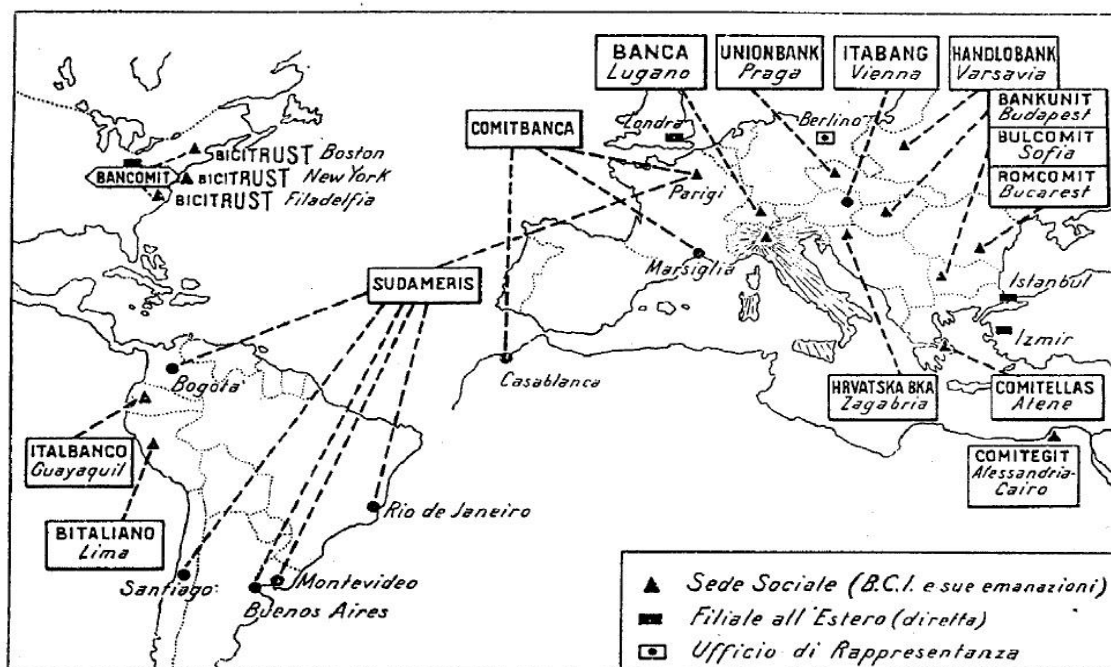 BANCA
Lugano
UNIONBANK
Praga
ITABANG
Vienna
HANDLOBANK
Varsavia
BANKUNIT
Budapest
BULCOMIT
Sofia
ROMCOMIT
Bucarest
COMITBANCA
Londra
Berlino
BICITRUST Boston
BANCOMIT
BICITRUST New York
BICITRUST Filadelfia
Parigi
Marsiglia
SUDAMERIS
Istanbul
Izmir
Bogotá
Casablanca
HRVATSKA BKA
Zagabria
COMITELLAS
Atene
ITALBANCO
Guayaquil
COMITEGIT
Alessandria-
Cairo
BITALIANO
Lima
Rio de Janeiro
Santiago
Montevideo
Buenos Aires
Sede Sociale (B.C.I. e sue emanazioni)
Filiale all'Estero (diretta)
Ufficio di Rappresentanza